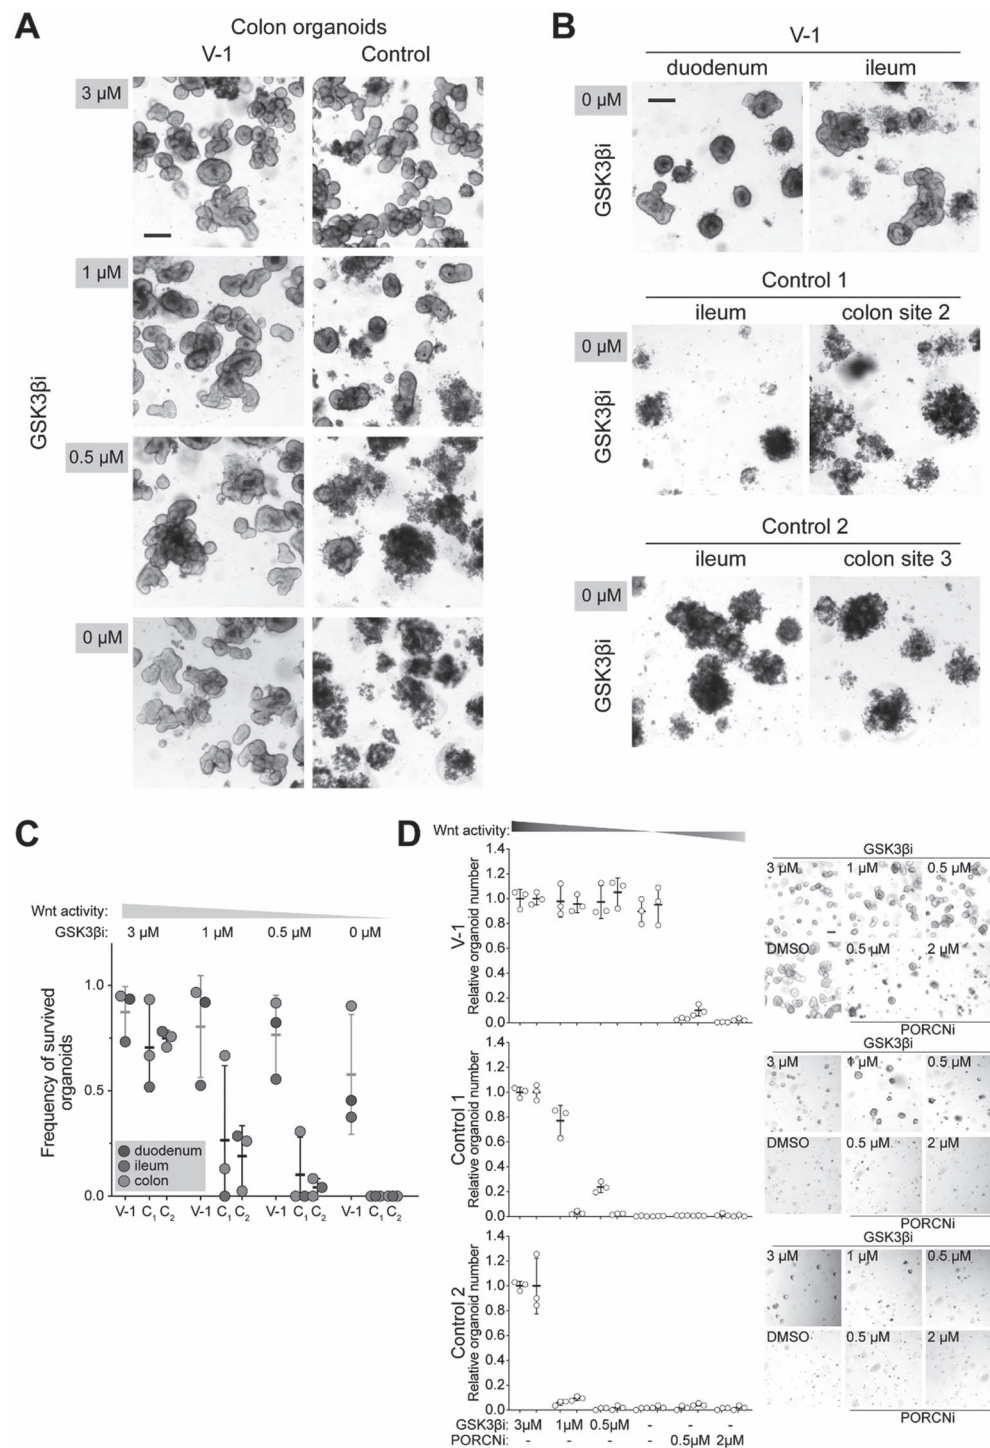 A
Colon organoids
V-1
Control
3 µM
1 µM
0.5 µM
0 µM
GSK3βi
B
V-1
duodenum
ileum
0 µM
GSK3βi
Control 1
ileum
colon site 2
0 µM
GSK3βi
Control 2
ileum
colon site 3
0 µM
GSK3βi
C
Wnt activity:
GSK3βi: 3 µM 1 µM 0.5 µM 0 µM
Frequency of survived
organoids
1.0
0.5
0.0
duodenum
ileum
colon
V-1 C1 C2 V-1 C1 C2 V-1 C1 C2 V-1 C1 C2
D
Wnt activity:
V-1
Relative organoid number
1.4
1.2
1.0
0.8
0.6
0.4
0.2
0.0
GSK3βi
3 µM 1 µM 0.5 µM
DMSO 0.5 µM 2 µM
PORCNi
Control 1
Relative organoid number
1.4
1.2
1.0
0.8
0.6
0.4
0.2
0.0
GSK3βi
3 µM 1 µM 0.5 µM
DMSO 0.5 µM 2 µM
PORCNi
Control 2
Relative organoid number
1.4
1.2
1.0
0.8
0.6
0.4
0.2
0.0
GSK3βi
3 µM 1 µM 0.5 µM
DMSO 0.5 µM 2 µM
PORCNi
GSK3βi: 3µM 1µM 0.5µM - - -
PORCNi: - - - - 0.5µM 2µM